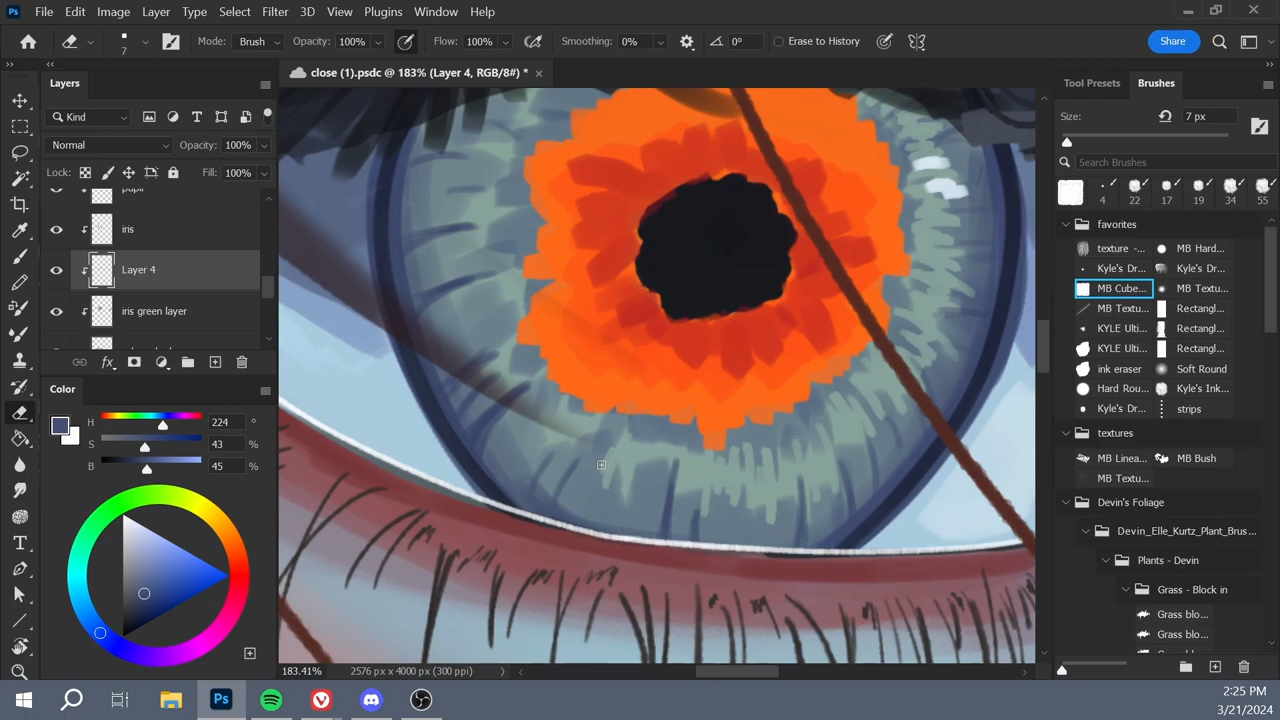 Ps File Edit Image Layer Type Select Filter 3D View Plugins Window Help
7 Mode: Brush Opacity: 100% Flow: 100% Smoothing: 0% 0° Erase to History Share
close (1).psdc @ 183% (Layer 4, RGB/8#) * ×
Layers
Kind
Normal Opacity: 100%
Lock: Fill: 100%
pupil
iris
Layer 4
iris green layer
fx
Color
H 224 °
S 43 %
B 45 %
183.41% 2576 px x 4000 px (300 ppi)
Tool Presets Brushes
Size: 7 px
Search Brushes
4 22 17 19 34 55
favorites
texture -... MB Hard...
Kyle's Dr... Kyle's Dr...
MB Cube... MB Textu...
MB Textu... Rectangl...
KYLE Ulti... Rectangl...
KYLE Ulti... Rectangl...
ink eraser Soft Round
Hard Rou... Kyle's Ink...
Kyle's Dr... strips
textures
MB Linea... MB Bush
MB Textu...
Devin's Foliage
Devin_Elle_Kurtz_Plant_Brus...
Plants - Devin
Grass - Block in
Grass blo...
Grass blo...
Ps
2:25 PM
3/21/2024